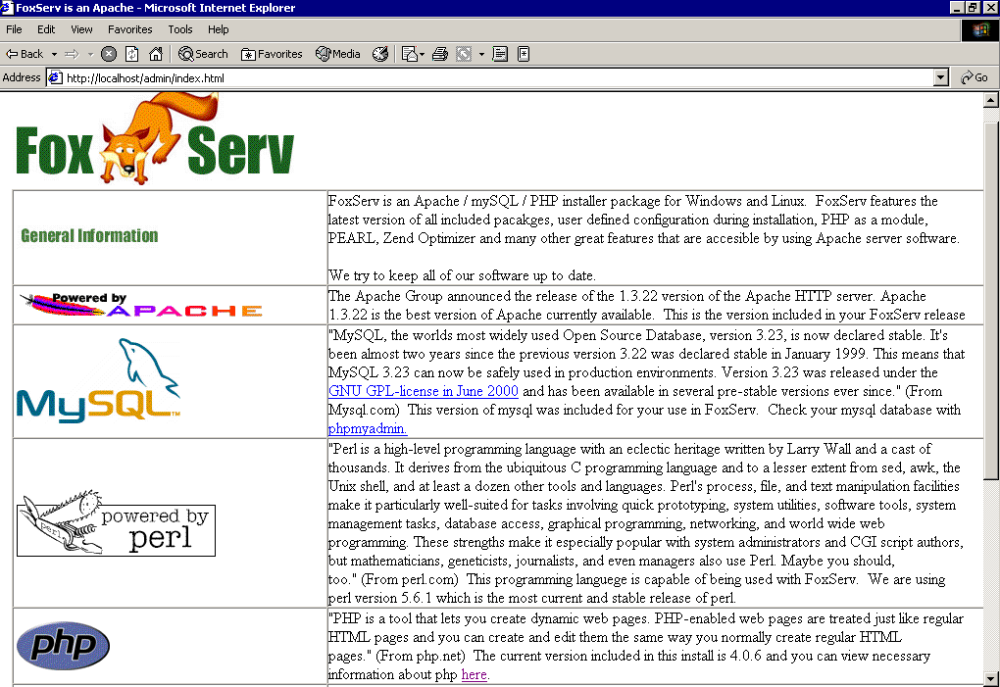 FoxServ is an Apache - Microsoft Internet Explorer
File Edit View Favorites Tools Help
Back Search Favorites Media
Address http://localhost/admin/index.html Go
Fox Serv
General Information
FoxServ is an Apache / mySQL / PHP installer package for Windows and Linux. FoxServ features the
latest version of all included pacakges, user defined configuration during installation, PHP as a module,
PEARL, Zend Optimizer and many other great features that are accesible by using Apache server software.
We try to keep all of our software up to date.
Powered by
APACHE
The Apache Group announced the release of the 1.3.22 version of the Apache HTTP server. Apache
1.3.22 is the best version of Apache currently available. This is the version included in your FoxServ release
MySQL™
"MySQL, the worlds most widely used Open Source Database, version 3.23, is now declared stable. It's
been almost two years since the previous version 3.22 was declared stable in January 1999. This means that
MySQL 3.23 can now be safely used in production environments. Version 3.23 was released under the
GNU GPL-license in June 2000 and has been available in several pre-stable versions ever since." (From
Mysql.com) This version of mysql was included for your use in FoxServ. Check your mysql database with
phpmyadmin.
powered by
perl
perl
"Perl is a high-level programming language with an eclectic heritage written by Larry Wall and a cast of
thousands. It derives from the ubiquitous C programming language and to a lesser extent from sed, awk, the
Unix shell, and at least a dozen other tools and languages. Perl's process, file, and text manipulation facilities
make it particularly well-suited for tasks involving quick prototyping, system utilities, software tools, system
management tasks, database access, graphical programming, networking, and world wide web
programming. These strengths make it especially popular with system administrators and CGI script authors,
but mathematicians, geneticists, journalists, and even managers also use Perl. Maybe you should,
too." (From perl.com) This programming languege is capable of being used with FoxServ. We are using
perl version 5.6.1 which is the most current and stable release of perl.
php
"PHP is a tool that lets you create dynamic web pages. PHP-enabled web pages are treated just like regular
HTML pages and you can create and edit them the same way you normally create regular HTML
pages." (From php.net) The current version included in this install is 4.0.6 and you can view necessary
information about php here.